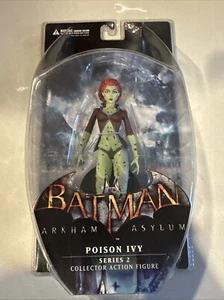 BATMAN
ARKHAM ASYLUM
POISON IVY
SERIES 2
COLLECTOR ACTION FIGURE